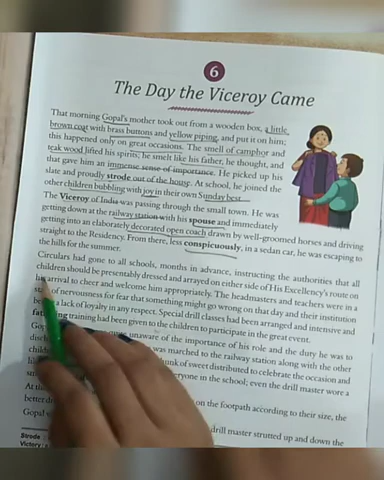 6
The Day the Viceroy Came
That morning Gopal's mother took out from a wooden box, a little
brown coat with brass buttons and yellow piping, and put it on him;
this happened only on great occasions. The smell of camphor and
teak wood lifted his spirits; he smelt like his father, he thought, and
that gave him an immense sense of importance. He picked up his
slate and proudly strode out of the house. At school, he joined the
other children bubbling with joy in their own Sunday best.
The Viceroy of India was passing through the small town. He was
getting down at the railway station with his spouse and immediately
getting into an elaborately decorated open coach drawn by well-groomed horses and driving
straight to the Residency. From there, less conspicuously, in a sedan car, he was escaping to
the hills for the summer.
Circulars had gone to all schools, months in advance, instructing the authorities that all
children should be presentably dressed and arrayed on either side of His Excellency's route on
arrival to cheer and welcome him appropriately. The headmasters and teachers were in a
of nervousness for fear that something might go wrong on that day and their institution
be a lack of loyalty in any respect. Special drill classes had been arranged and intensive and
training had been given to the children to participate in the great event.
unaware of the importance of his role and the duty he was to
was marched to the railway station along with the other
of sweet distributed to celebrate the occasion and
everyone in the school; even the drill master wore a
on the footpath according to their size, the
drill master strutted up and down the
Strode